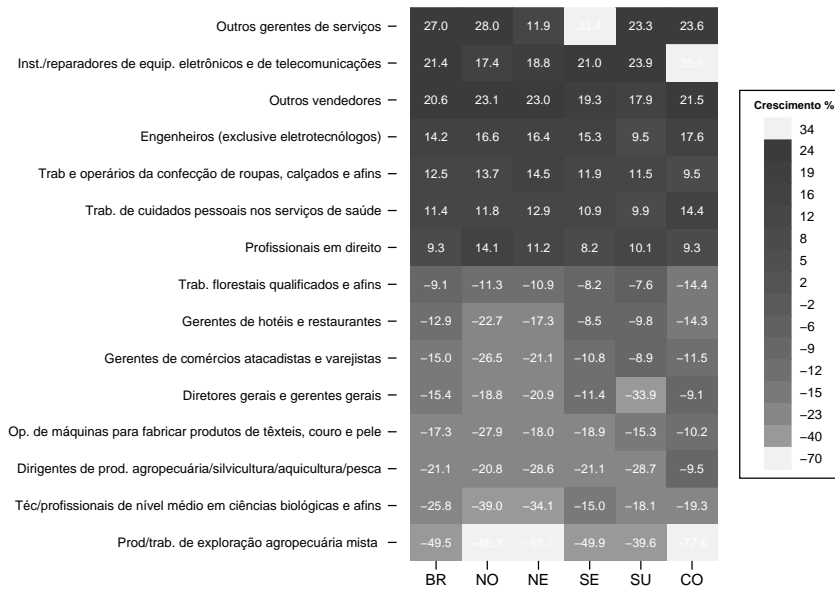 Outros gerentes de serviços 27.0 28.0 11.9 33.4 23.3 23.6
Inst./reparadores de equip. eletrônicos e de telecomunicações 21.4 17.4 18.8 21.0 23.9
Outros vendedores 20.6 23.1 23.0 19.3 17.9 21.5
Engenheiros (exclusive eletrotecnólogos) 14.2 16.6 16.4 15.3 9.5 17.6
Trab e operários da confecção de roupas, calçados e afins 12.5 13.7 14.5 11.9 11.5 9.5
Trab. de cuidados pessoais nos serviços de saúde 11.4 11.8 12.9 10.9 9.9 14.4
Profissionais em direito 9.3 14.1 11.2 8.2 10.1 9.3
Trab. florestais qualificados e afins −9.1 −11.3 −10.9 −8.2 −7.6 −14.4
Gerentes de hotéis e restaurantes −12.9 −22.7 −17.3 −8.5 −9.8 −14.3
Gerentes de comércios atacadistas e varejistas −15.0 −26.5 −21.1 −10.8 −8.9 −11.5
Diretores gerais e gerentes gerais −15.4 −18.8 −20.9 −11.4 −33.9 −9.1
Op. de máquinas para fabricar produtos de têxteis, couro e pele −17.3 −27.9 −18.0 −18.9 −15.3 −10.2
Dirigentes de prod. agropecuária/silvicultura/aquicultura/pesca −21.1 −20.8 −28.6 −21.1 −28.7 −9.5
Téc/profissionais de nível médio em ciências biológicas e afins −25.8 −39.0 −34.1 −15.0 −18.1 −19.3
Prod/trab. de exploração agropecuária mista −49.5 −63.7 −49.9 −39.6
BR NO NE SE SU CO
Crescimento %
34
24
19
16
12
8
5
2
−2
−6
−9
−12
−15
−23
−40
−70